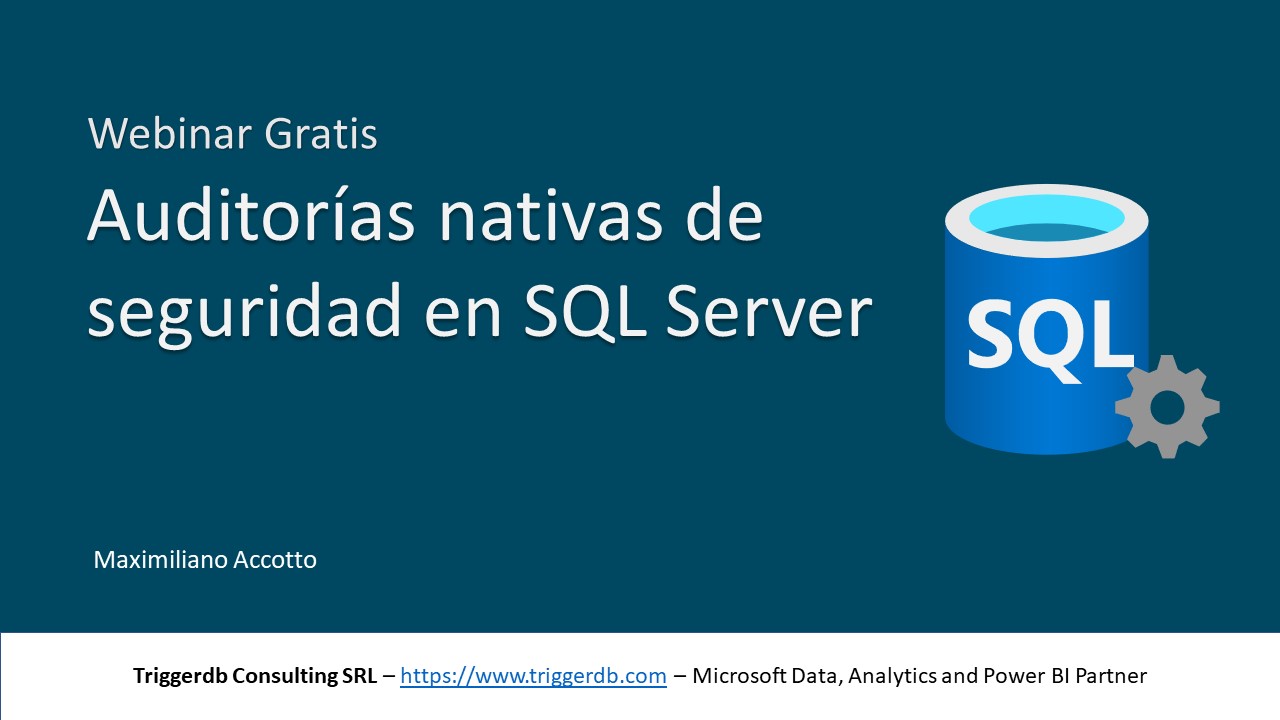 Webinar Gratis
Auditorías nativas de
seguridad en SQL Server
SQL
Maximiliano Accotto
Triggerdb Consulting SRL – https://www.triggerdb.com – Microsoft Data, Analytics and Power BI Partner